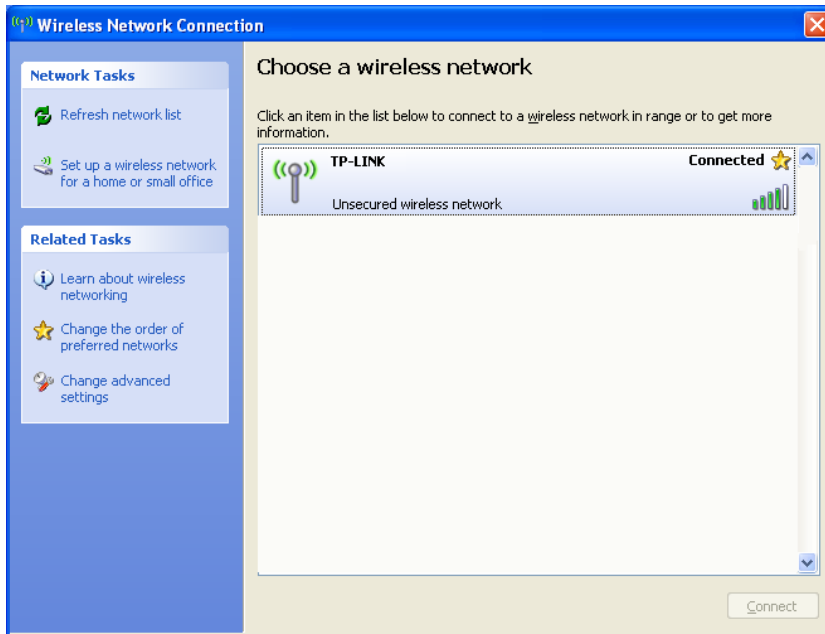 Wireless Network Connection
Network Tasks
Refresh network list
Set up a wireless network
for a home or small office
Related Tasks
Learn about wireless
networking
Change the order of
preferred networks
Change advanced
settings
Choose a wireless network
Click an item in the list below to connect to a wireless network in range or to get more
information.
TP-LINK
Connected
Unsecured wireless network
Connect